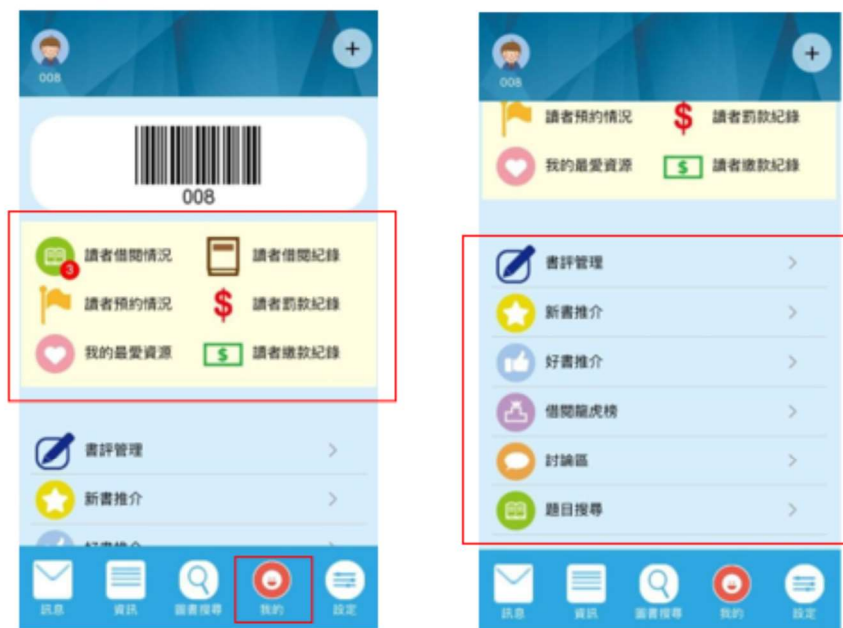 008
+
008
讀者借閱情況 讀者借閱紀錄
3
讀者預約情況 $ 讀者罰款紀錄
我的最愛資源 $ 讀者繳款紀錄
書評管理 >
新書推介 >
訊息 資訊 圖書搜尋 我的 設定
008
+
讀者預約情況 $ 讀者罰款紀錄
我的最愛資源 $ 讀者繳款紀錄
書評管理 >
新書推介 >
好書推介 >
借閱龍虎榜 >
討論區 >
題目搜尋 >
訊息 資訊 圖書搜尋 我的 設定